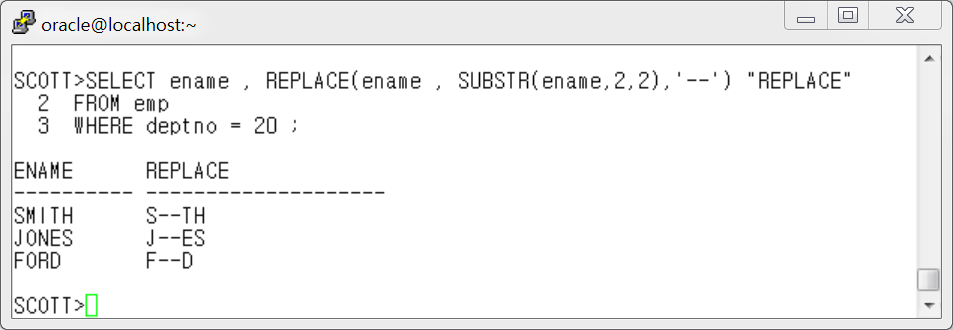 oracle@localhost:~
SCOTT>SELECT ename , REPLACE(ename , SUBSTR(ename,2,2),'--') "REPLACE"
  2  FROM emp
  3  WHERE deptno = 20 ;
ENAME      REPLACE
---------- --------------------
SMITH      S--TH
JONES      J--ES
FORD       F--D
SCOTT>